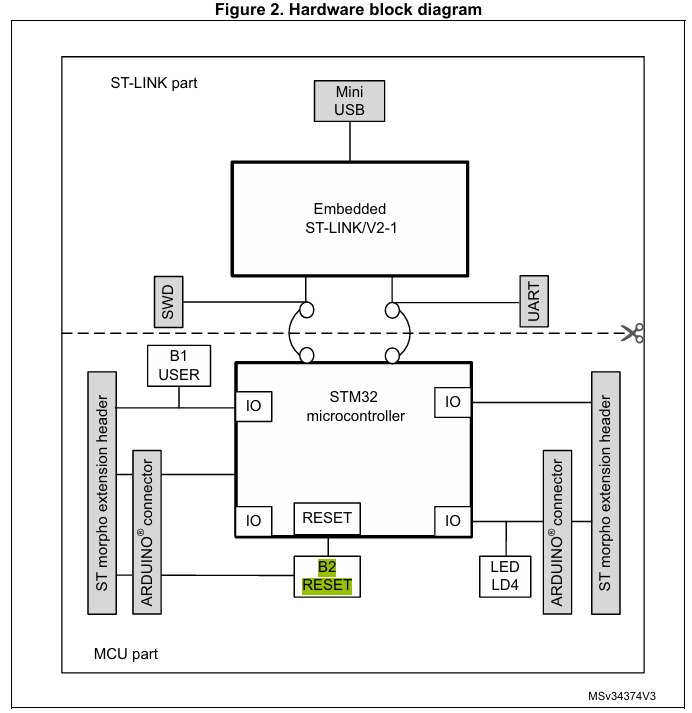 Figure 2. Hardware block diagram
ST-LINK part
Mini
USB
Embedded
ST-LINK/V2-1
SWD
UART
B1
USER
IO
STM32
microcontroller
IO
ST morpho extension header
ARDUINO® connector
IO
RESET
IO
ARDUINO® connector
ST morpho extension header
B2
RESET
LED
LD4
MCU part
MSv34374V3